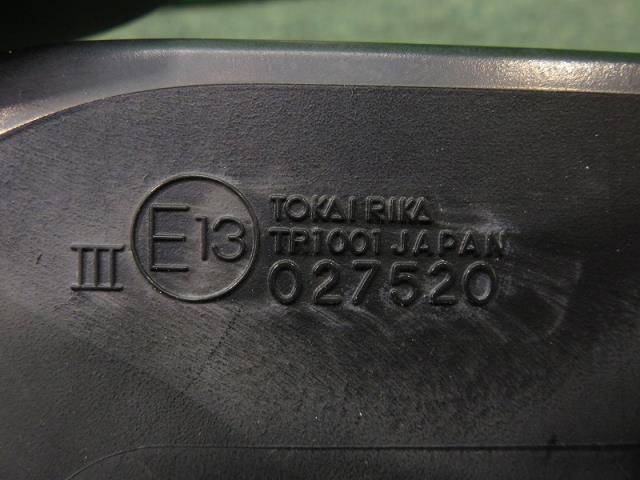 III E13 TOKAI RIKA
TR1001 JAPAN
027520